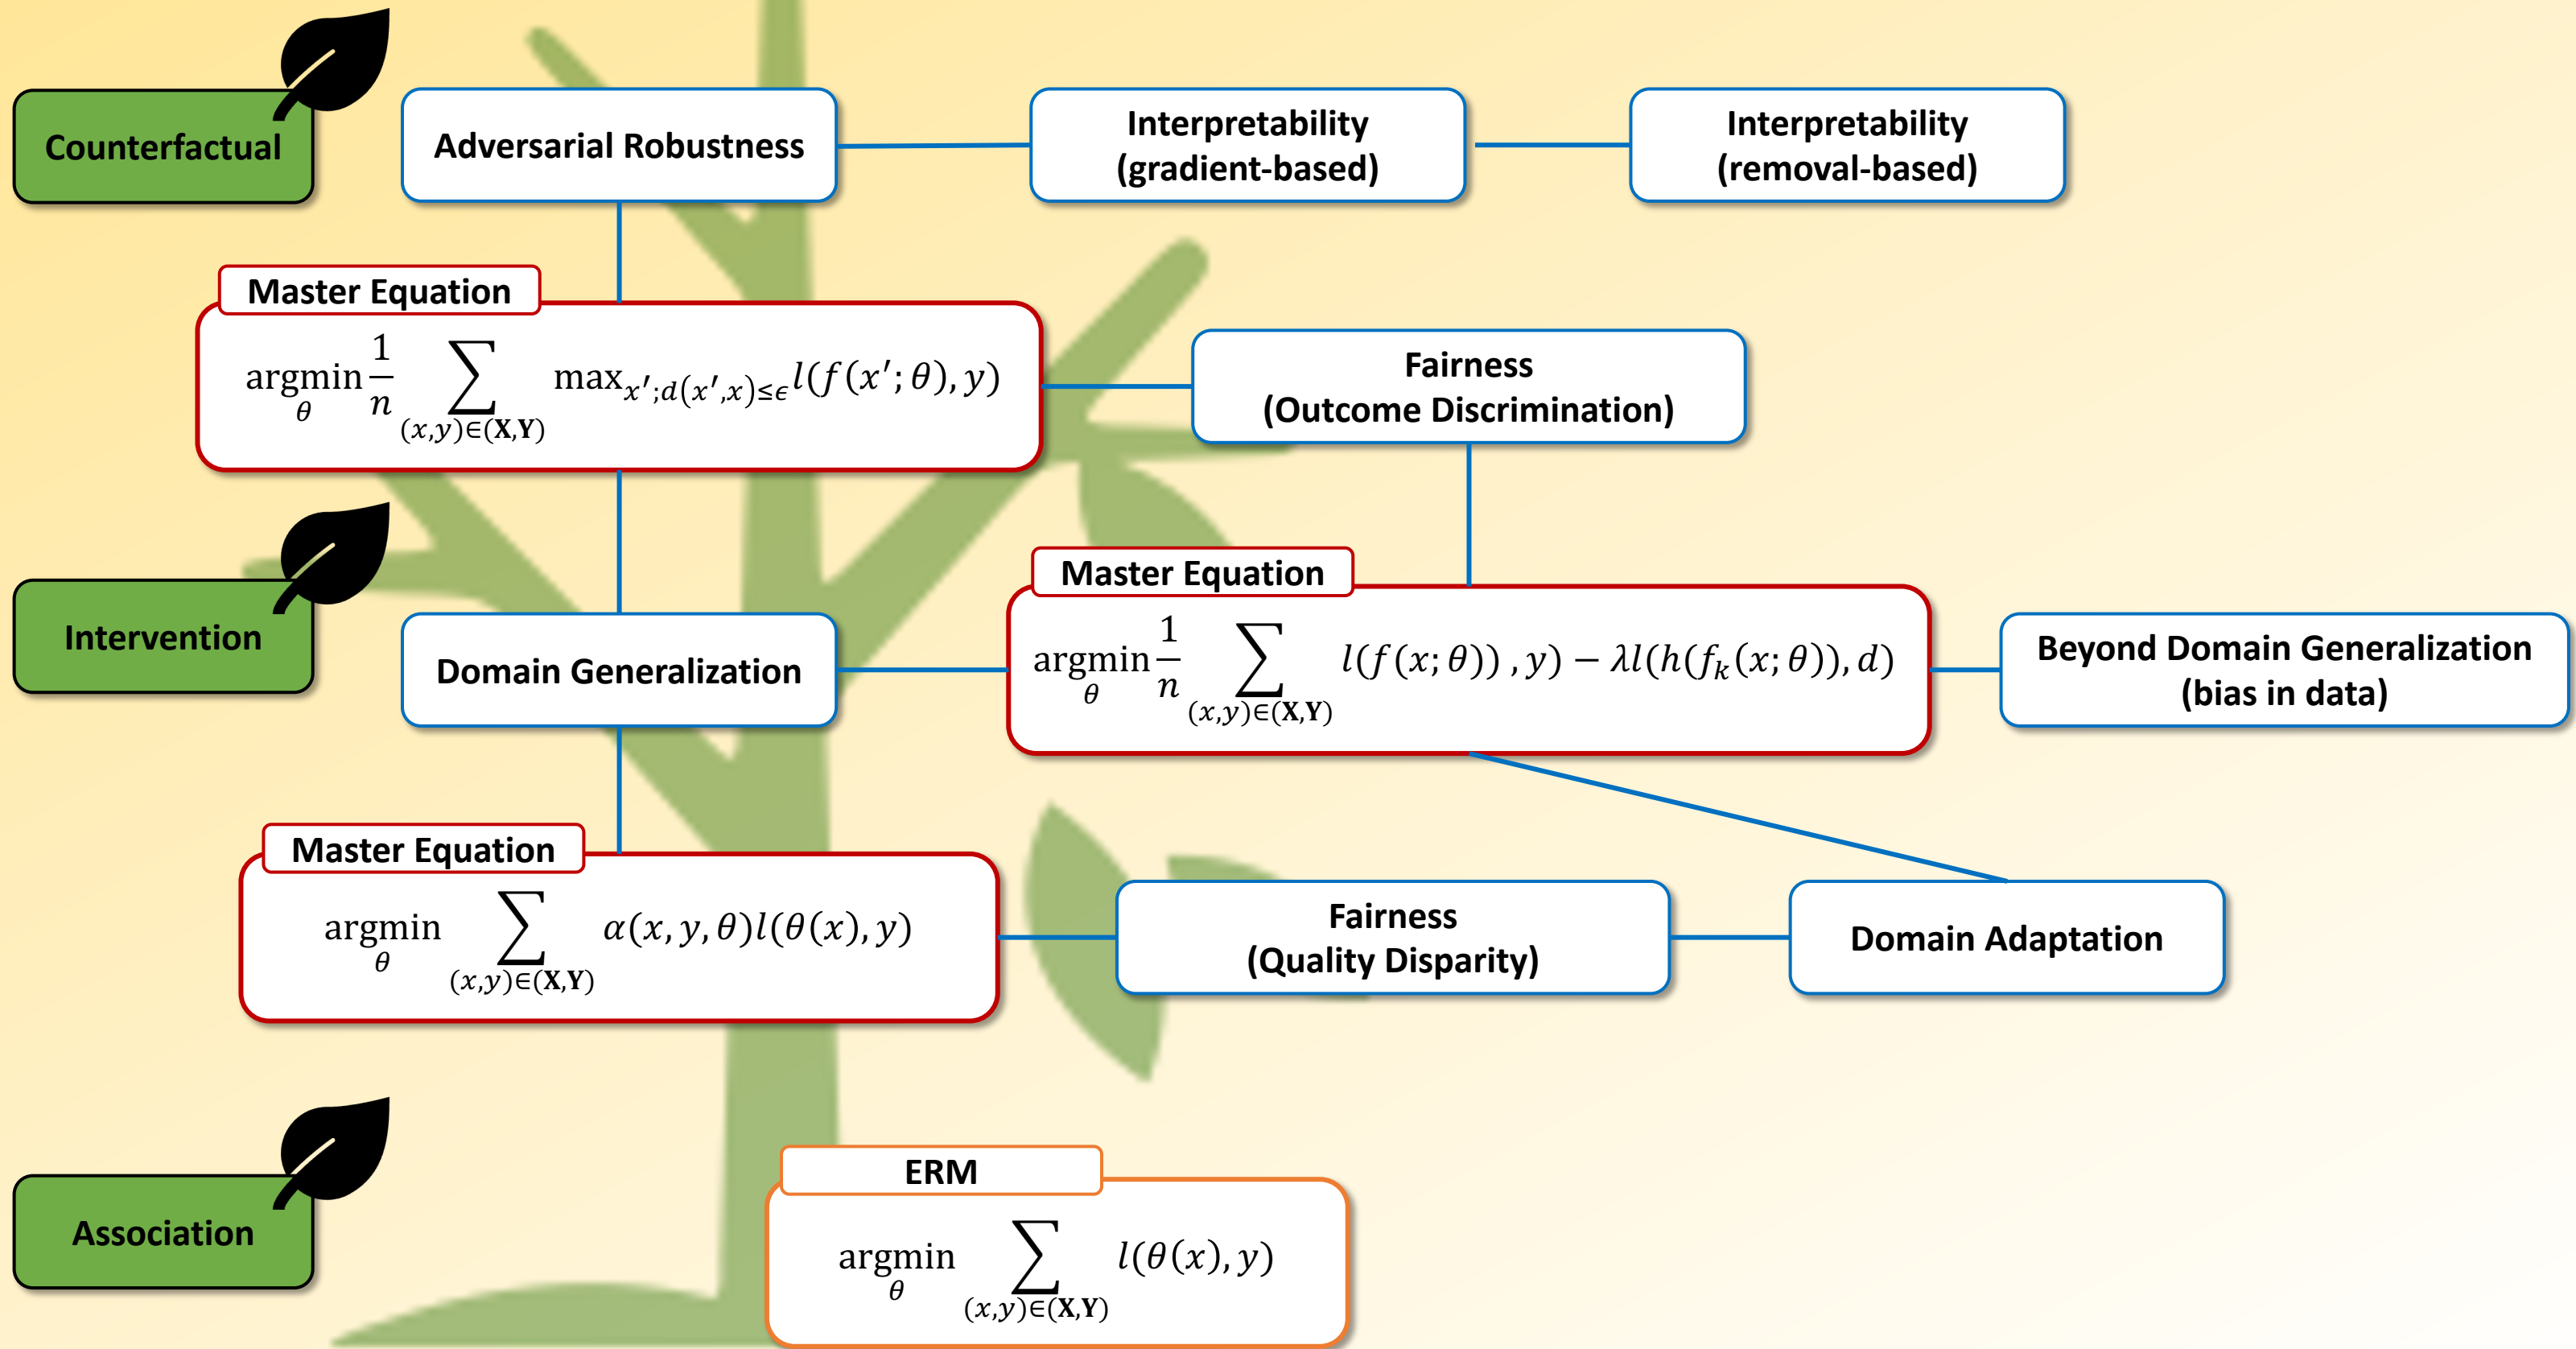 Counterfactual
Adversarial Robustness
Interpretability
(gradient-based)
Interpretability
(removal-based)
Master Equation
argmin_θ 1/n ∑_{(x,y)∈(𝐗,𝐘)} max_{x′;d(x′,x)≤ϵ} l(f(x′; θ), y)
Fairness
(Outcome Discrimination)
Intervention
Domain Generalization
Master Equation
argmin_θ 1/n ∑_{(x,y)∈(𝐗,𝐘)} l(f(x; θ)) , y) − λl(h(f_k(x; θ)), d)
Beyond Domain Generalization
(bias in data)
Master Equation
argmin_θ ∑_{(x,y)∈(𝐗,𝐘)} α(x, y, θ)l(θ(x), y)
Fairness
(Quality Disparity)
Domain Adaptation
Association
ERM
argmin_θ ∑_{(x,y)∈(𝐗,𝐘)} l(θ(x), y)